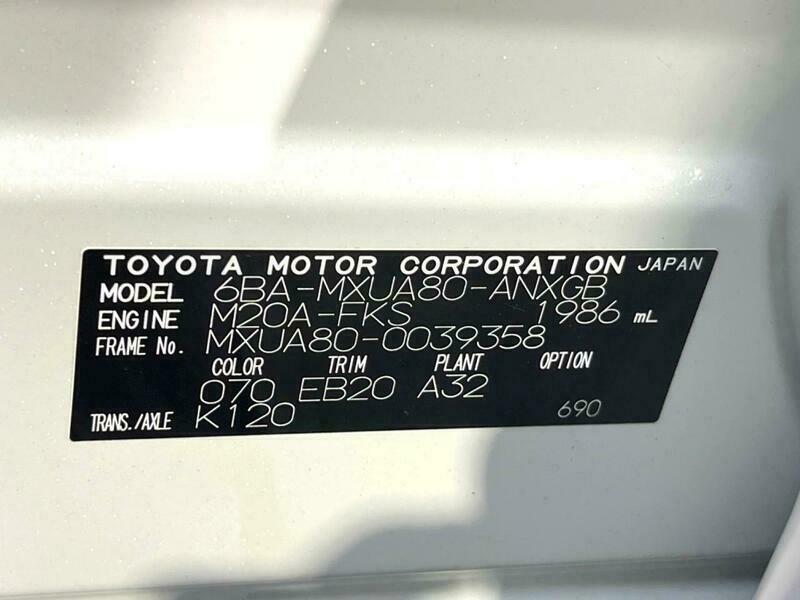 TOYOTA MOTOR CORPORATION JAPAN
MODEL 6BA-MXUA80-ANXGB
ENGINE M20A-FKS 1986 mL
FRAME No. MXUA80-0039358
COLOR TRIM PLANT OPTION
070 EB20 A32
TRANS./AXLE K120 690